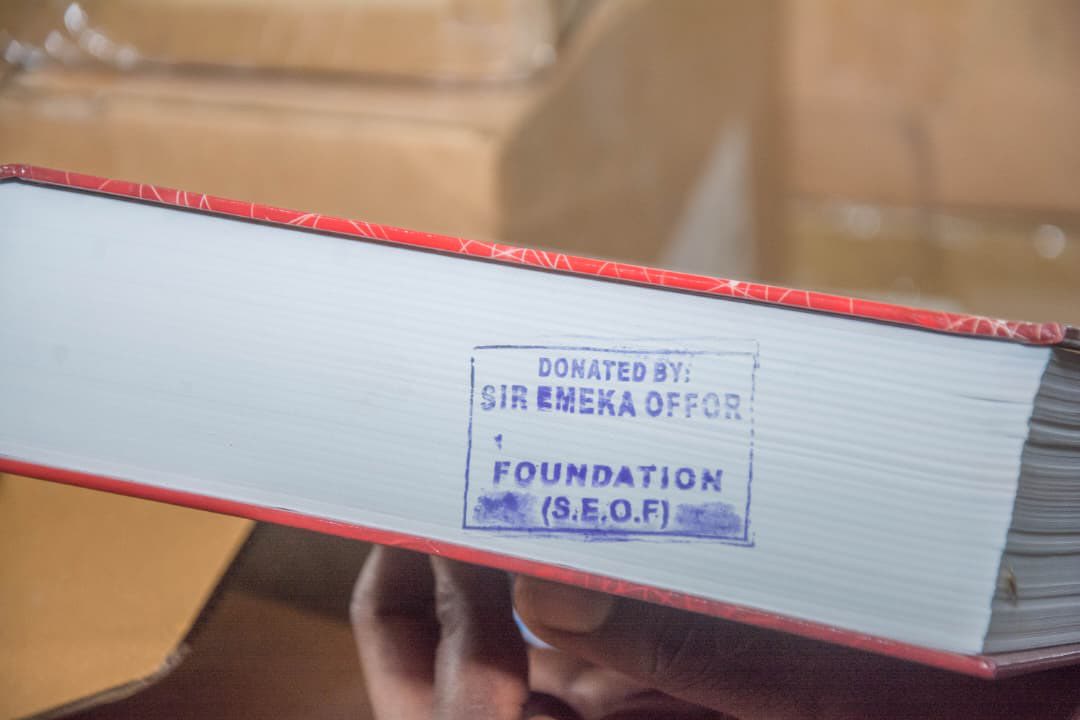 DONATED BY:
SIR EMEKA OFFOR
FOUNDATION
(S.E.O.F)